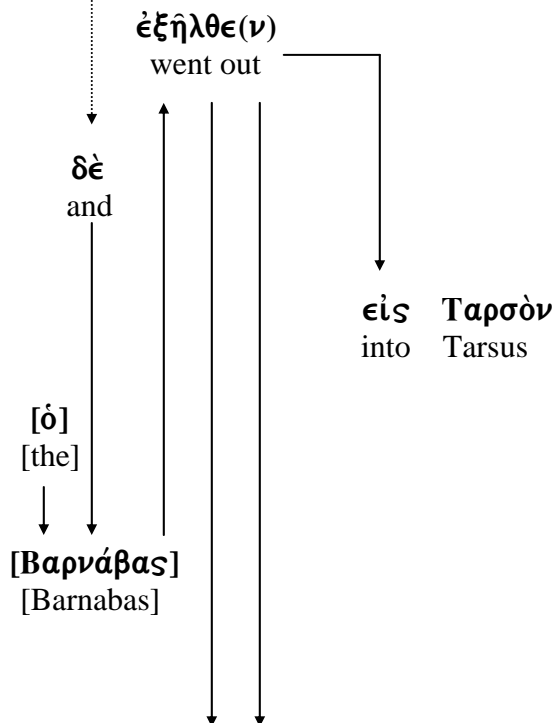 ἐξῆλθε(ν)
went out
δὲ
and
εἰς Ταρσὸν
into Tarsus
[ὁ]
[the]
[Βαρνάβας]
[Barnabas]